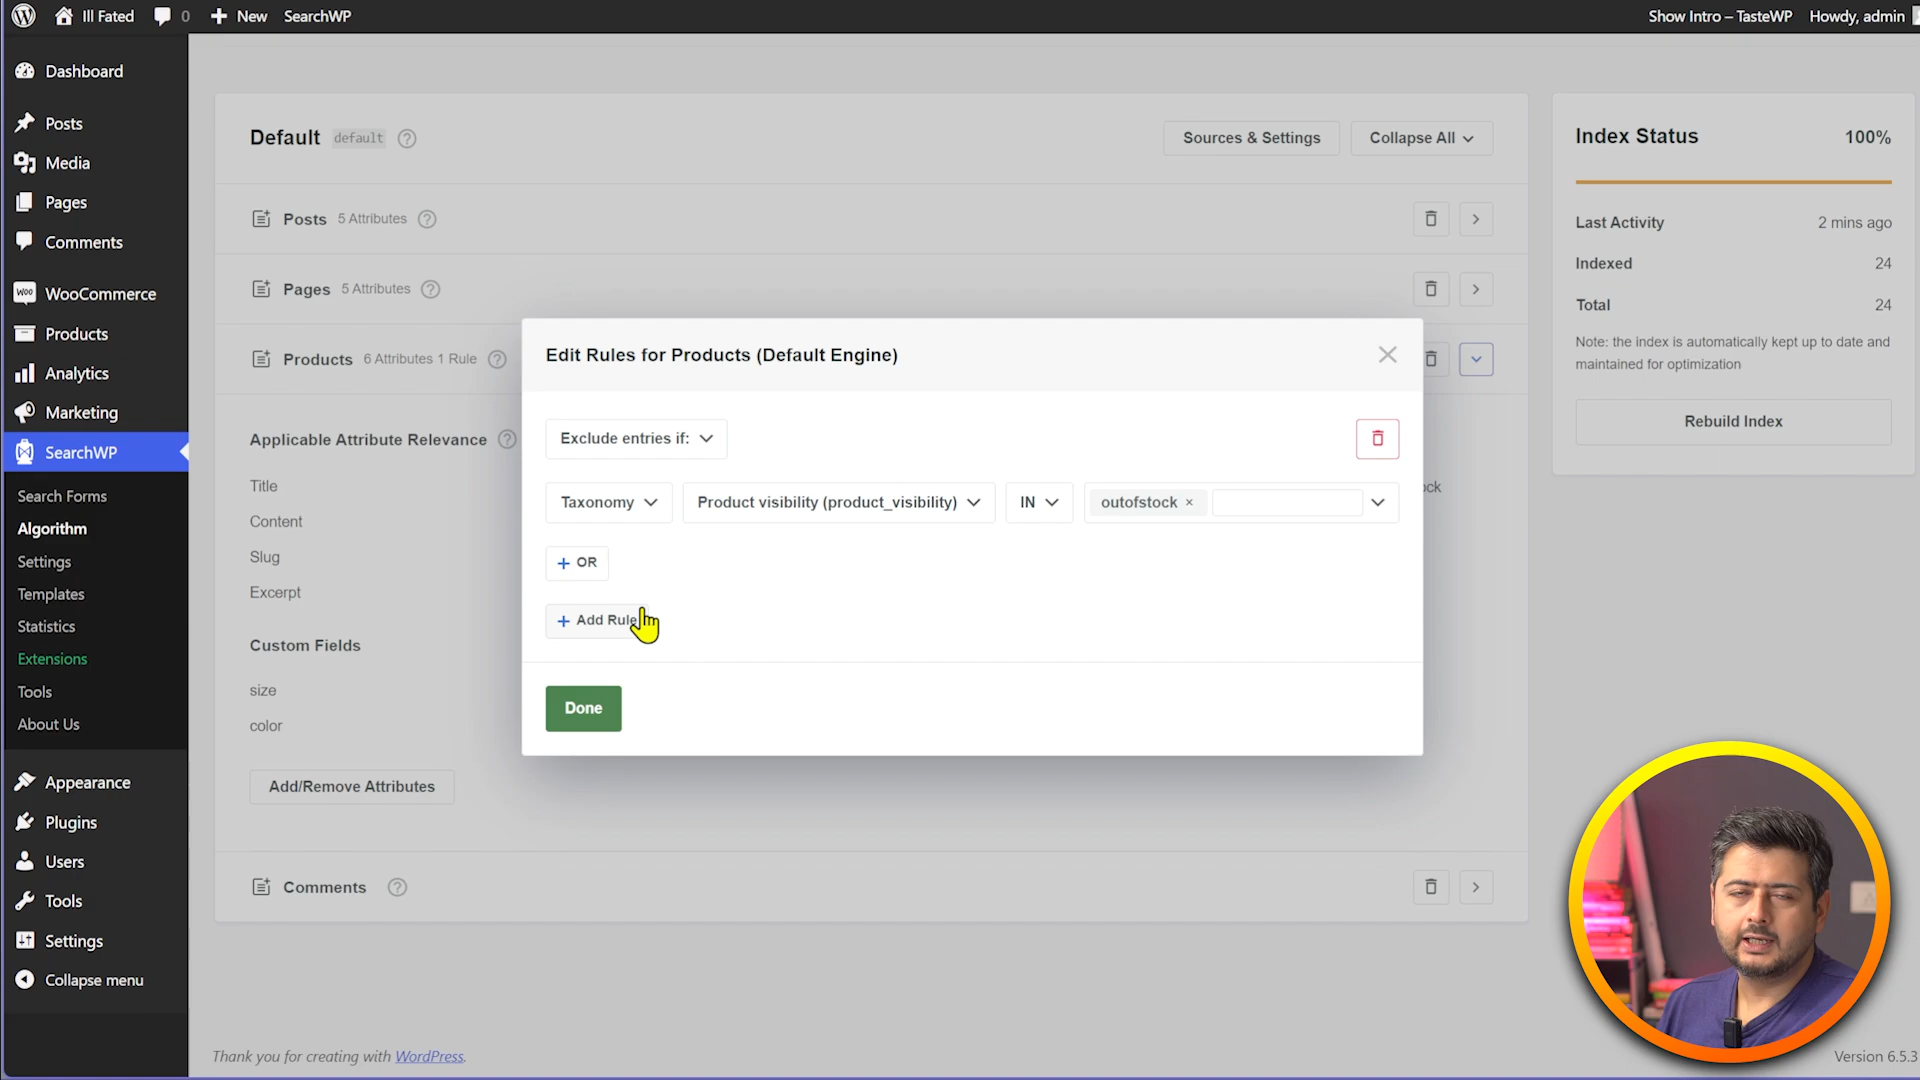 Ill Fated
0
New
SearchWP
Show Intro – TasteWP
Howdy, admin
Dashboard
Posts
Media
Pages
Comments
WooCommerce
Products
Analytics
Marketing
SearchWP
Search Forms
Algorithm
Settings
Templates
Statistics
Extensions
Tools
About Us
Appearance
Plugins
Users
Tools
Settings
Collapse menu
Default default
Sources & Settings
Collapse All
Posts 5 Attributes
Pages 5 Attributes
Products 6 Attributes 1 Rule
Applicable Attribute Relevance
Title
Content
Slug
Excerpt
Custom Fields
size
color
Add/Remove Attributes
Comments
Edit Rules for Products (Default Engine)
Exclude entries if:
Taxonomy
Product visibility (product_visibility)
IN
outofstock ×
+ OR
+ Add Rule
Done
Index Status 100%
Last Activity 2 mins ago
Indexed 24
Total 24
Note: the index is automatically kept up to date and
maintained for optimization
Rebuild Index
Thank you for creating with WordPress.
Version 6.5.3